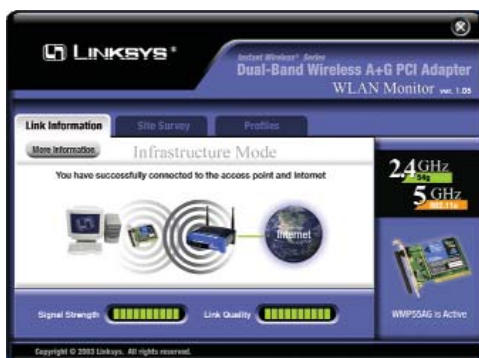 LINKSYS®
Instant Wireless® Series
Dual-Band Wireless A+G PCI Adapter
WLAN Monitor ver. 1.05
Link Information
Site Survey
Profiles
More Information
Infrastructure Mode
You have successfully connected to the access point and Internet
Internet
2.4GHz
54g
5 GHz
802.11a
Signal Strength
Link Quality
WMP55AG is Active
Copyright © 2003 Linksys. All rights reserved.